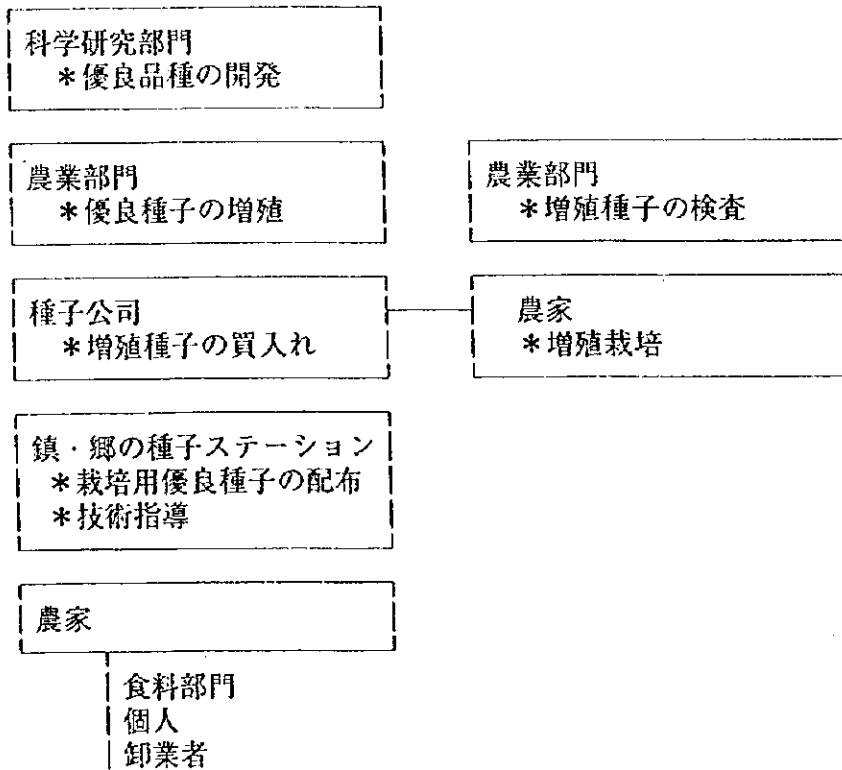 科学研究部門
＊優良品種の開発
農業部門
＊優良種子の増殖
農業部門
＊増殖種子の検査
種子公司
＊増殖種子の買入れ
農家
＊増殖栽培
鎮・郷の種子ステーション
＊栽培用優良種子の配布
＊技術指導
農家
食料部門
個人
卸業者